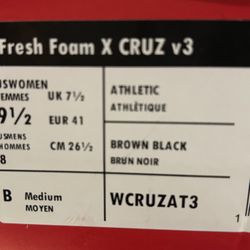 Fresh Foam X CRUZ v3
USWOMEN
FEMMES
9½
UK 7½
EUR 41
USMENS
HOMMES
8
CM 26½
ATHLETIC
ATHLÉTIQUE
BROWN BLACK
BRUN NOIR
B
Medium
MOYEN
WCRUZAT3
1